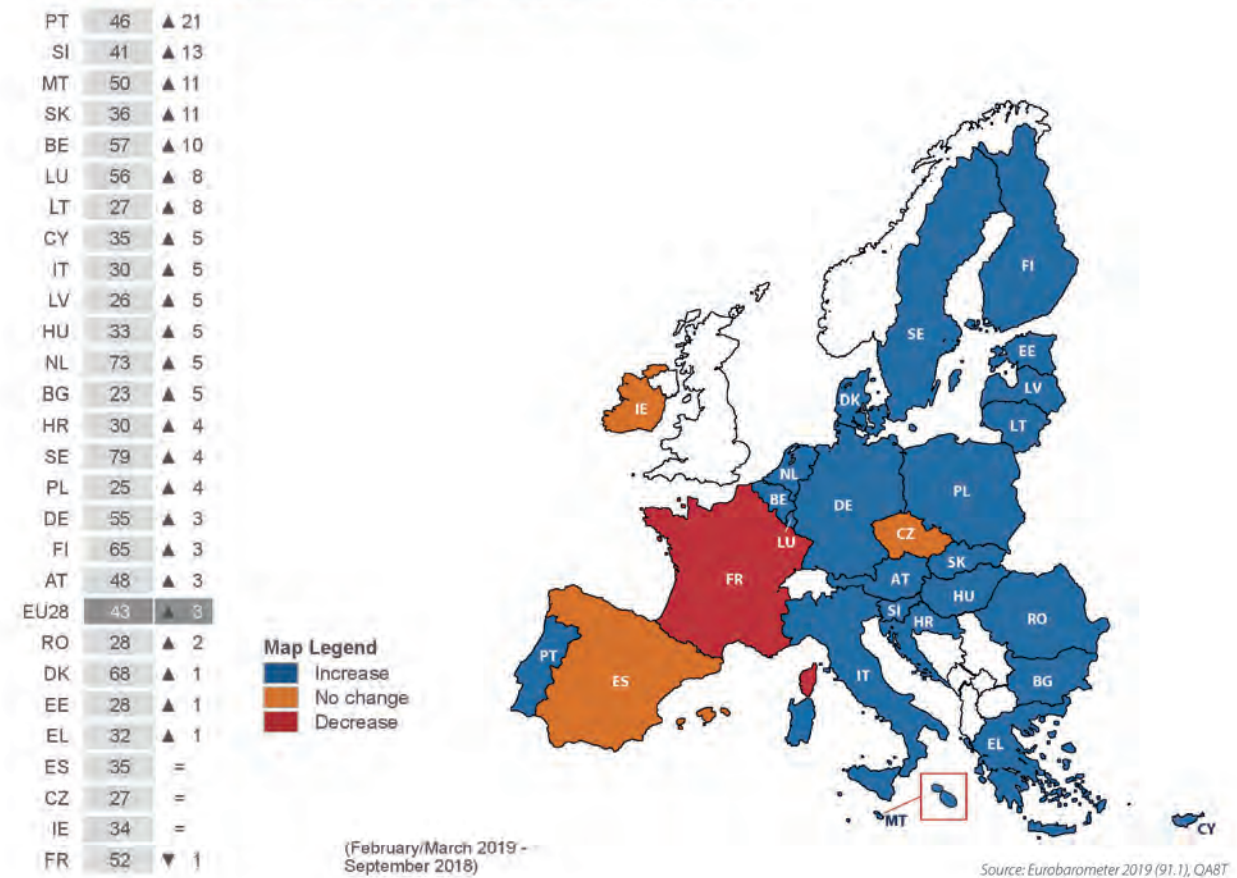 PT 46 ▲ 21
SI 41 ▲ 13
MT 50 ▲ 11
SK 36 ▲ 11
BE 57 ▲ 10
LU 56 ▲ 8
LT 27 ▲ 8
CY 35 ▲ 5
IT 30 ▲ 5
LV 26 ▲ 5
HU 33 ▲ 5
NL 73 ▲ 5
BG 23 ▲ 5
HR 30 ▲ 4
SE 79 ▲ 4
PL 25 ▲ 4
DE 55 ▲ 3
FI 65 ▲ 3
AT 48 ▲ 3
EU28 43 ▲ 3
RO 28 ▲ 2
DK 68 ▲ 1
EE 28 ▲ 1
EL 32 ▲ 1
ES 35 =
CZ 27 =
IE 34 =
FR 52 ▼ 1
Map Legend
Increase
No change
Decrease
(February/March 2019 -
September 2018)
FI
SE
EE
LV
DK
LT
IE
NL
PL
BE
DE
CZ
LU
SK
FR
AT
HU
SI
HR
RO
PT
IT
ES
BG
EL
MT
CY
Source: Eurobarometer 2019 (91.1), QA8T